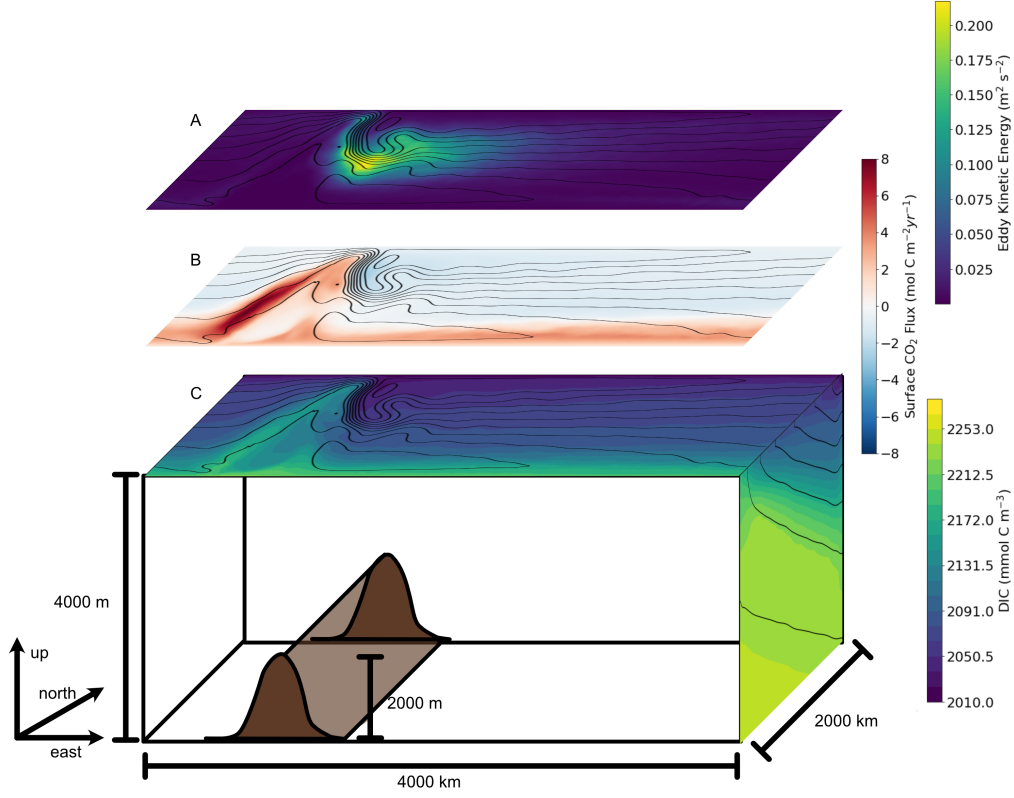 A
B
C
0.200
0.175
0.150
0.125
0.100
0.075
0.050
0.025
Eddy Kinetic Energy (m² s⁻²)
8
6
4
2
0
−2
−4
−6
−8
Surface CO₂ Flux (mol C m⁻²yr⁻¹)
2253.0
2212.5
2172.0
2131.5
2091.0
2050.5
2010.0
DIC (mmol C m⁻³)
4000 m
up
north
east
2000 m
2000 km
4000 km